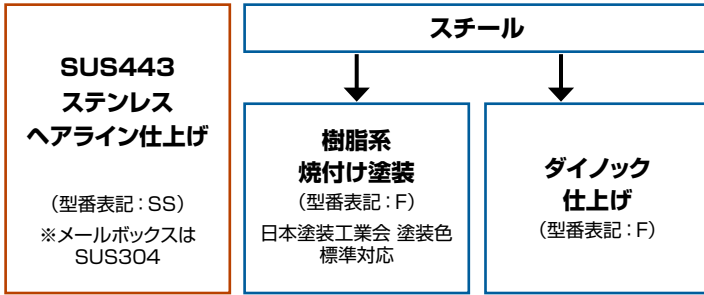 SUS443
ステンレス
ヘアライン仕上げ
(型番表記:SS)
※メールボックスは
SUS304
スチール
樹脂系
焼付け塗装
(型番表記:F)
日本塗装工業会 塗装色
標準対応
ダイノック
仕上げ
(型番表記:F)